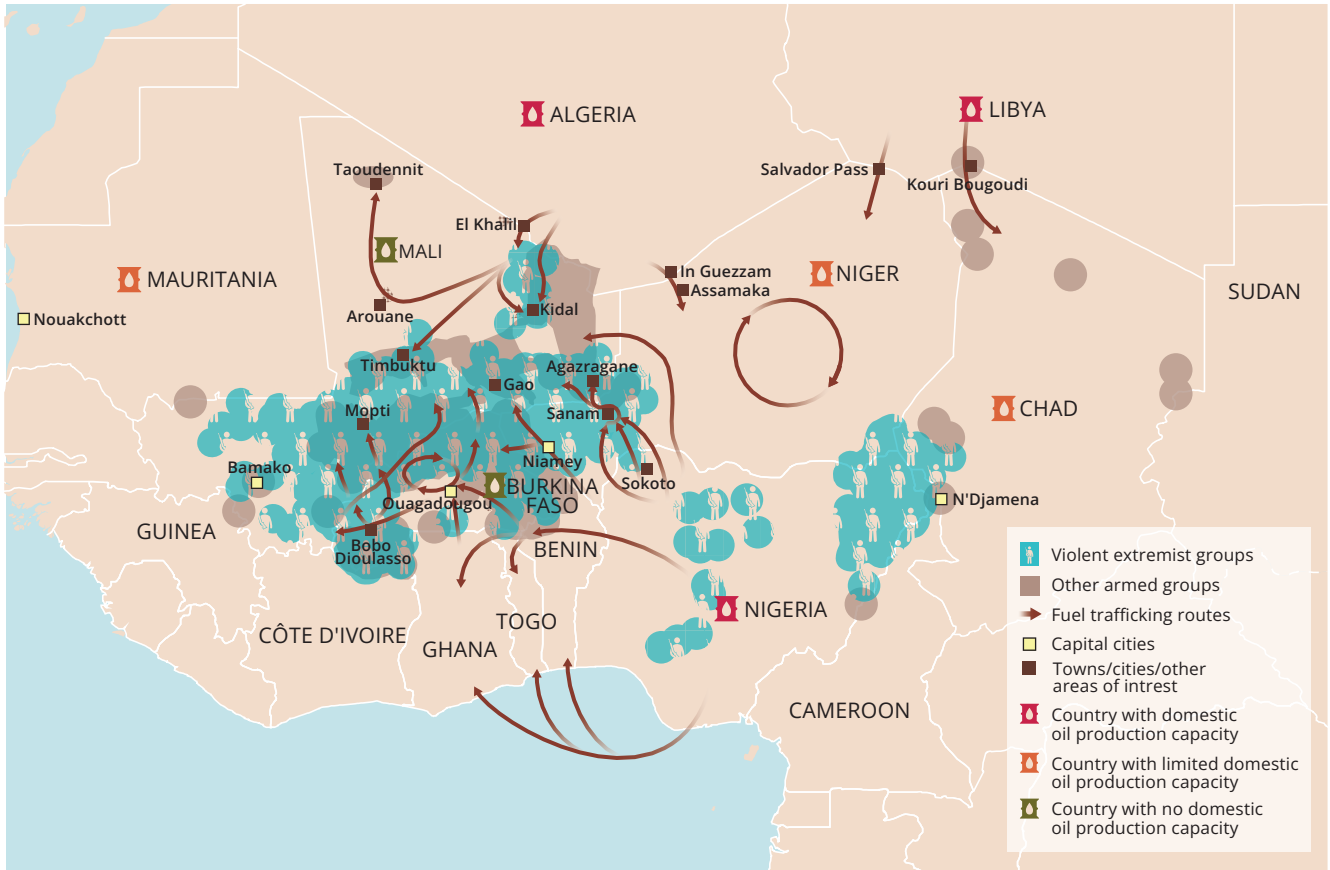 ALGERIA
LIBYA
Taoudennit
Salvador Pass
Kouri Bougoudi
El Khalil
MALI
MAURITANIA
In Guezzam
Assamaka
NIGER
SUDAN
Nouakchott
Arouane
Kidal
Timbuktu
Agazragane
Gao
Mopti
Sanam
CHAD
Bamako
Niamey
Sokoto
BURKINA
FASO
Ouagadougou
N'Djamena
GUINEA
Bobo
Dioulasso
BENIN
NIGERIA
TOGO
CÔTE D'IVOIRE
GHANA
CAMEROON
Violent extremist groups
Other armed groups
Fuel trafficking routes
Capital cities
Towns/cities/other
areas of intrest
Country with domestic
oil production capacity
Country with limited domestic
oil production capacity
Country with no domestic
oil production capacity